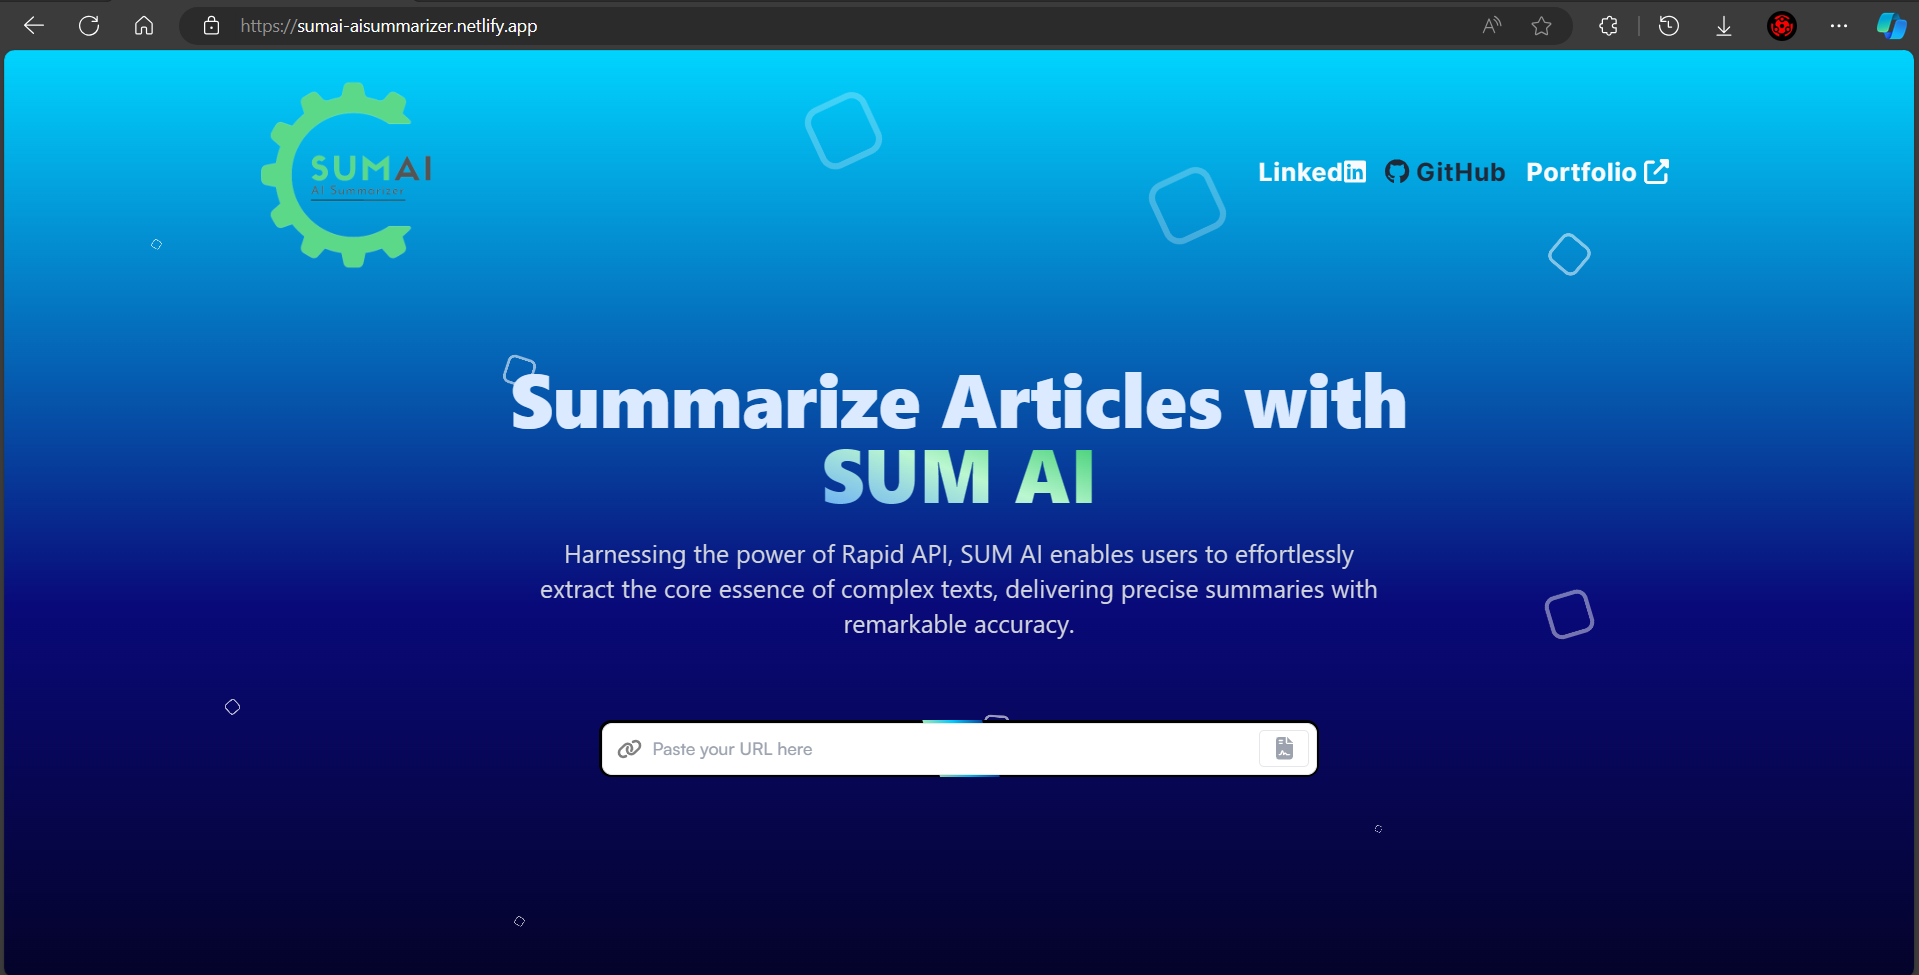 https://sumai-aisummarizer.netlify.app
SUMAI
AI Summarizer
Linkedin GitHub Portfolio
Summarize Articles with
SUM AI
Harnessing the power of Rapid API, SUM AI enables users to effortlessly
extract the core essence of complex texts, delivering precise summaries with
remarkable accuracy.
Paste your URL here